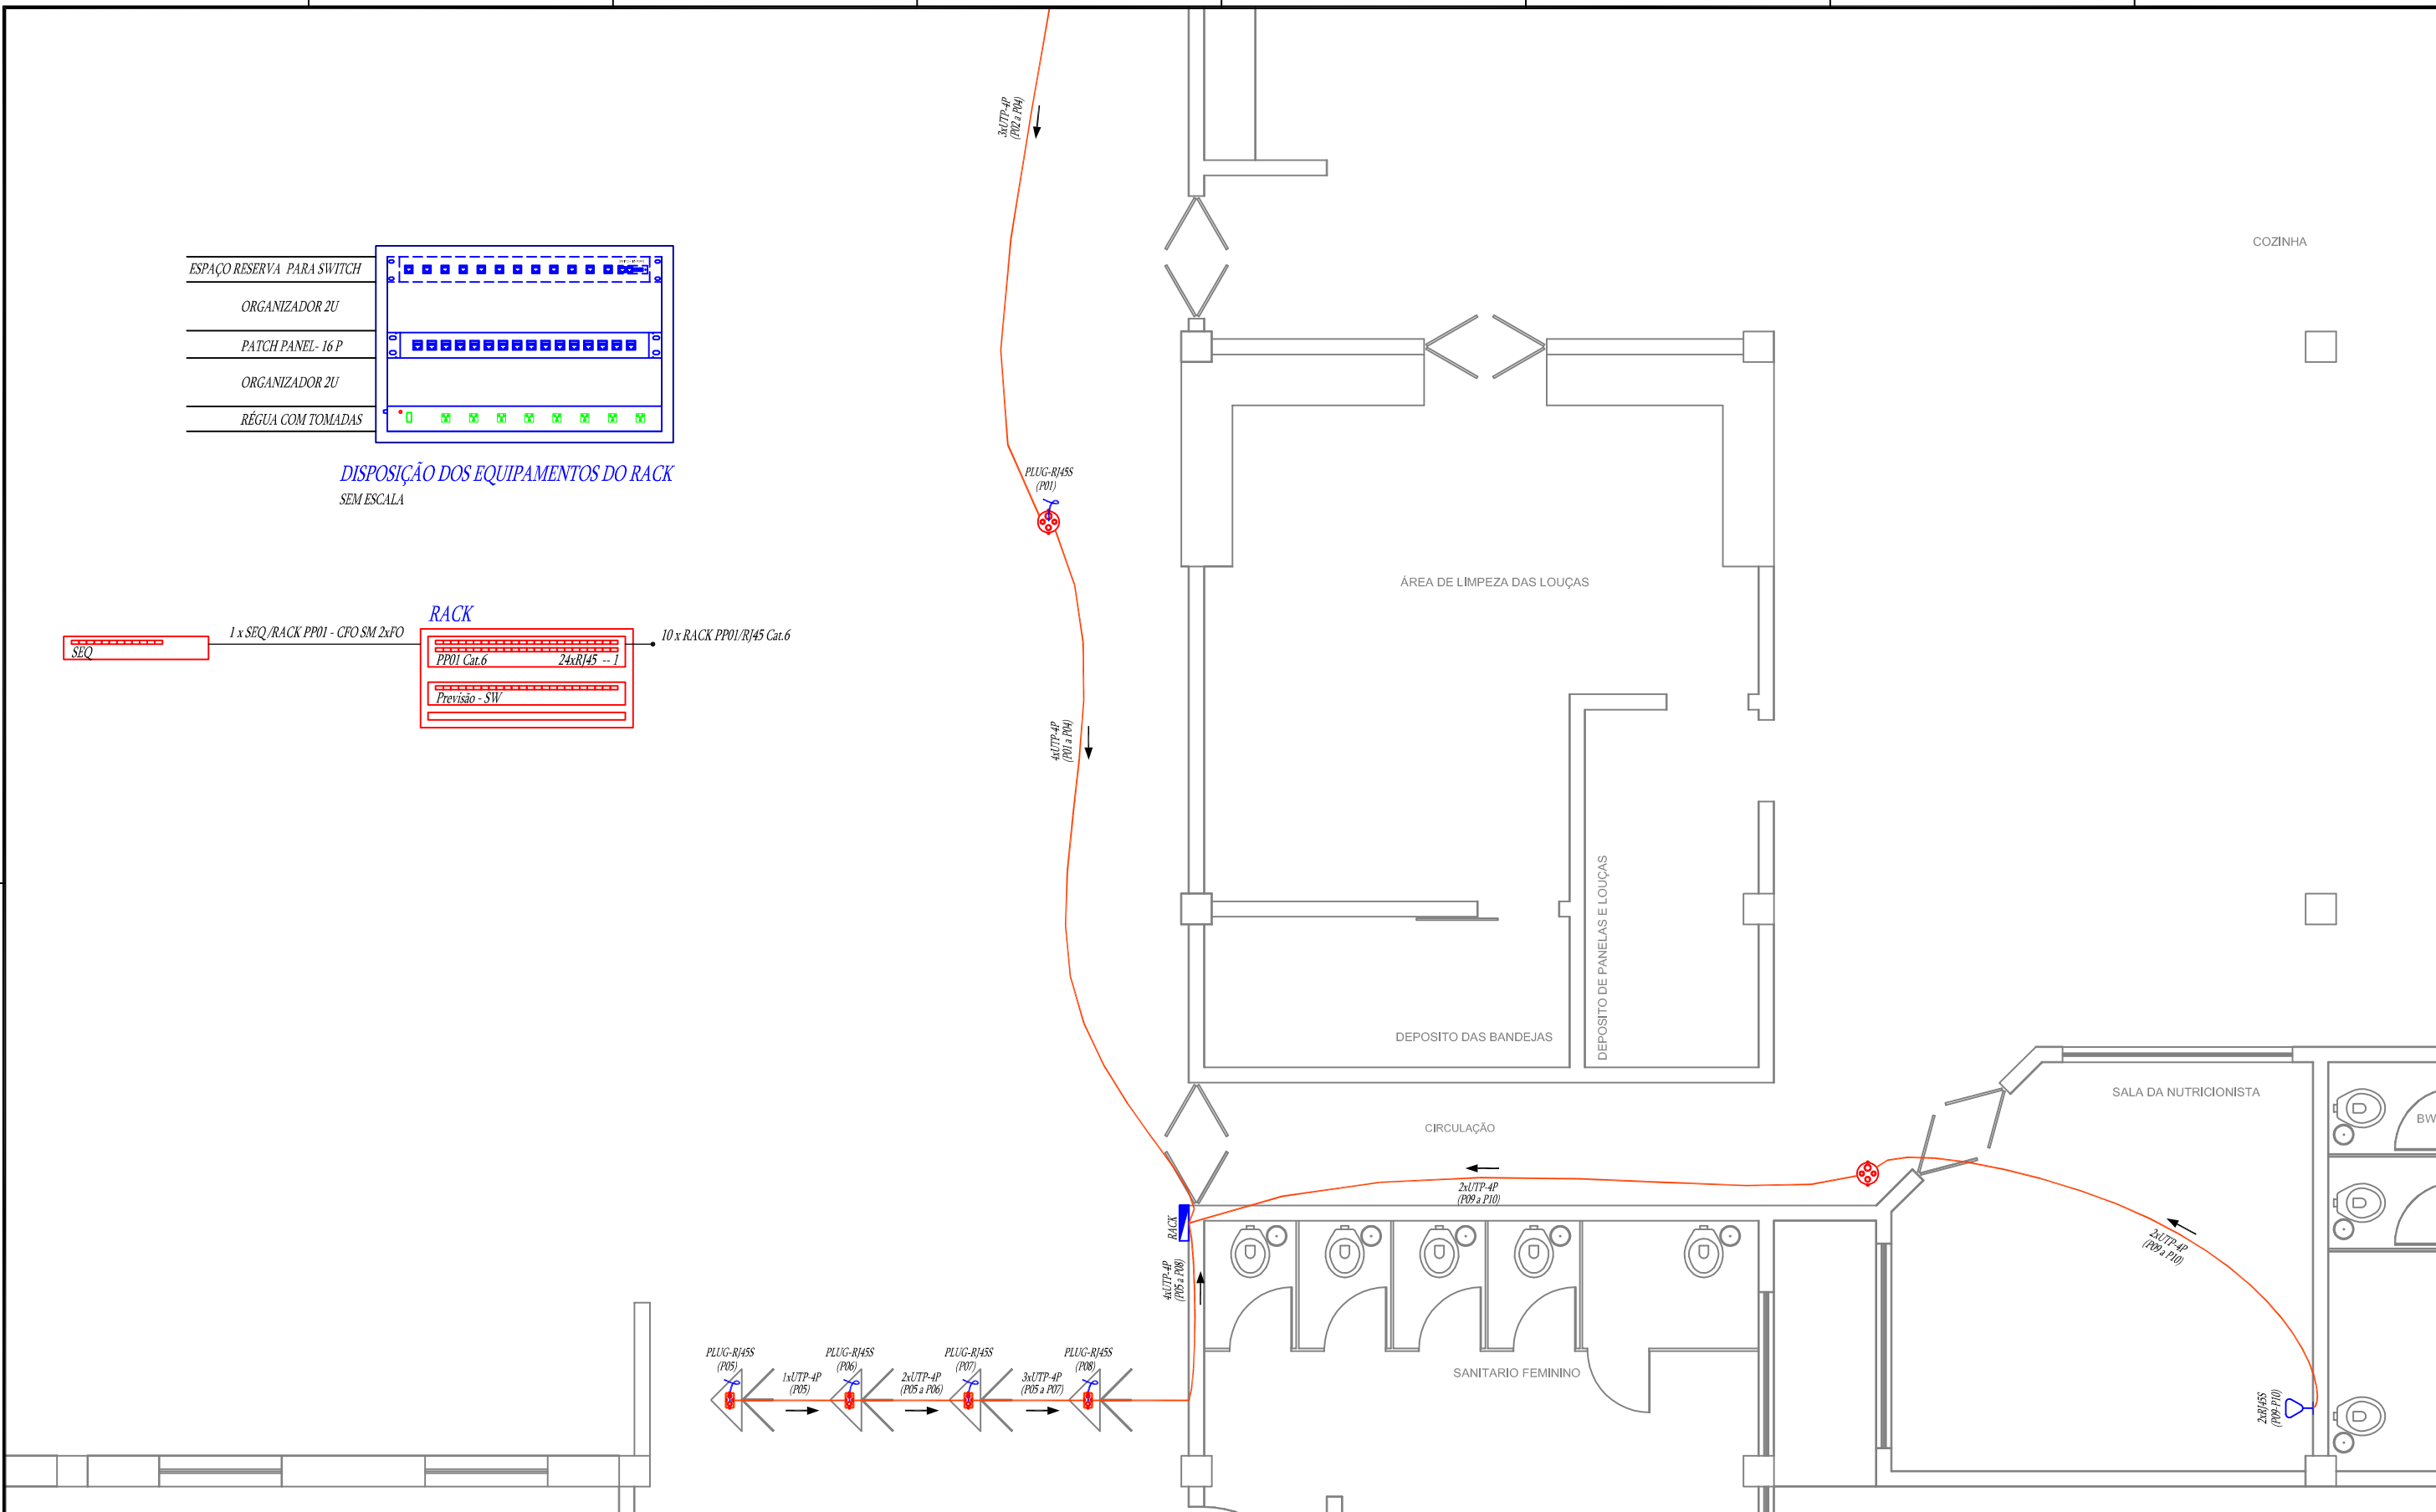 3xUTP-4P
(P02 a P04)
COZINHA
ESPAÇO RESERVA PARA SWITCH
ORGANIZADOR 2U
PATCH PANEL- 16 P
ORGANIZADOR 2U
RÉGUA COM TOMADAS
DISPOSIÇÃO DOS EQUIPAMENTOS DO RACK
SEM ESCALA
PLUG-RJ45S
(P01)
ÁREA DE LIMPEZA DAS LOUÇAS
RACK
1 x SEQ /RACK PP01 - CFO SM 2xFO
10 x RACK PP01/RJ45 Cat.6
SEQ
PP01 Cat.6
24xRJ45 -- 1
Previsão - SW
4xUTP-4P
(P01 a P04)
DEPOSITO DE PANELAS E LOUÇAS
DEPOSITO DAS BANDEJAS
SALA DA NUTRICIONISTA
BW
CIRCULAÇÃO
2xUTP-4P
(P09 a P10)
RACK
2xUTP-4P
(P09 a P10)
4xUTP-4P
(P05 a P08)
PLUG-RJ45S
(P05)
1xUTP-4P
(P05)
PLUG-RJ45S
(P06)
2xUTP-4P
(P05 a P06)
PLUG-RJ45S
(P07)
3xUTP-4P
(P05 a P07)
PLUG-RJ45S
(P08)
SANITARIO FEMININO
2xRJ45S
(P09-P10)